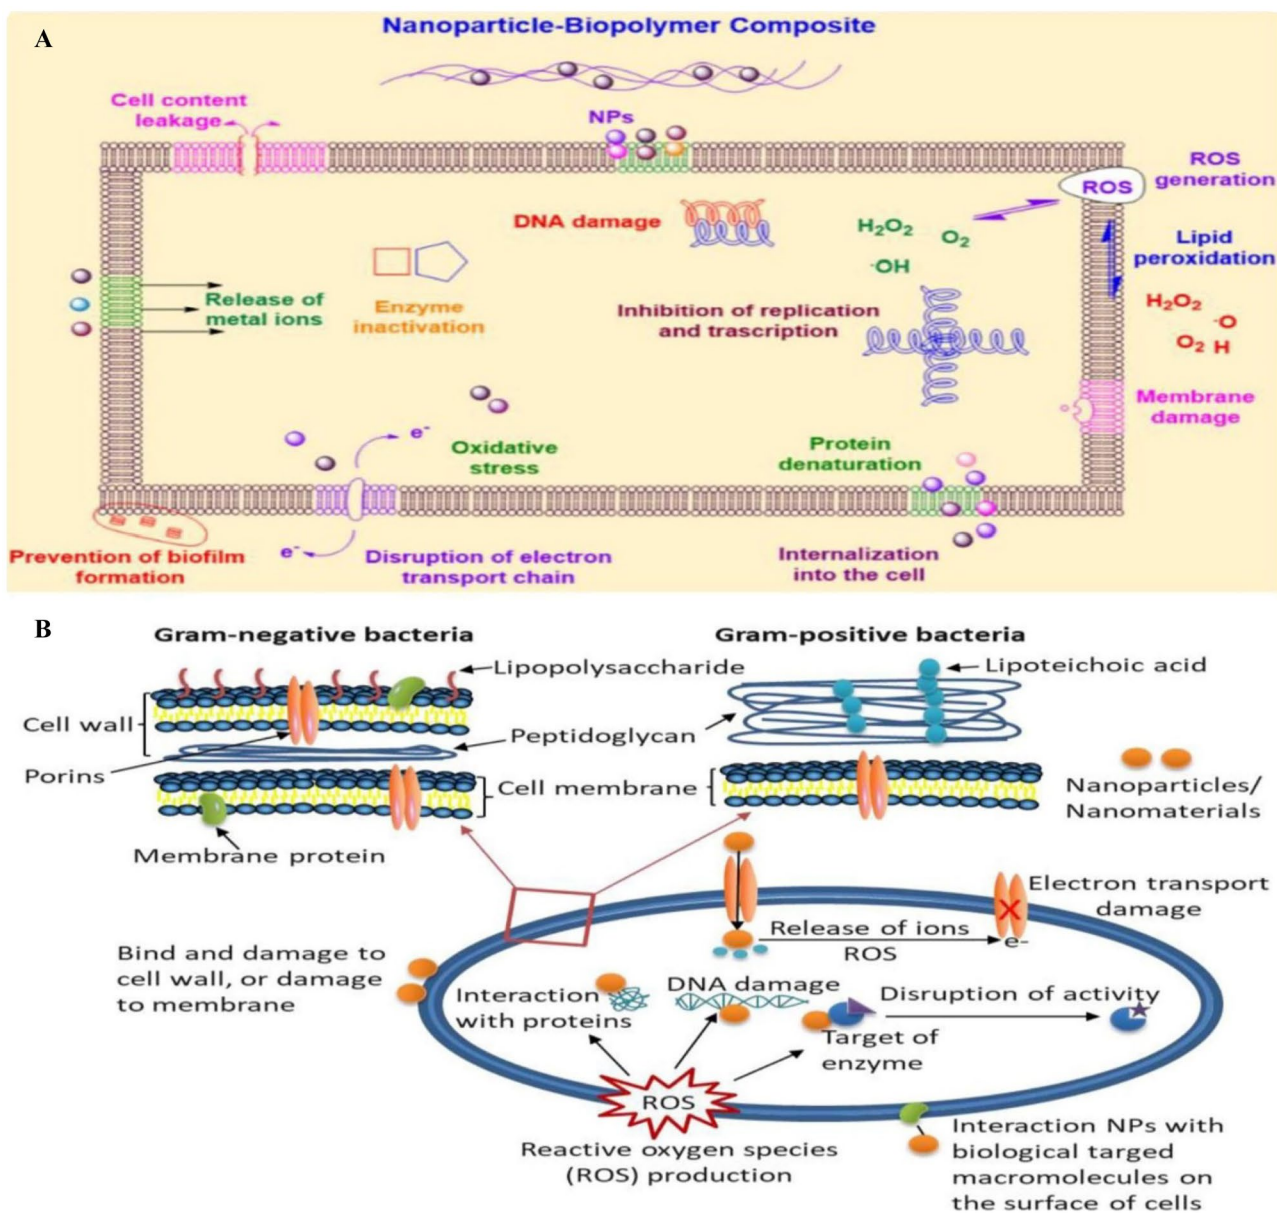 A
Nanoparticle-Biopolymer Composite
Cell content
leakage
NPs
ROS
ROS
generation
DNA damage
H₂O₂
O₂
·OH
Lipid
peroxidation
Release of
metal ions
Enzyme
inactivation
Inhibition of replication
and trascription
H₂O₂
·O
O₂ H
Membrane
damage
e⁻
Oxidative
stress
Protein
denaturation
Prevention of biofilm
formation
e⁻
Disruption of electron
transport chain
Internalization
into the cell
B
Gram-negative bacteria
Gram-positive bacteria
Lipopolysaccharide
Lipoteichoic acid
Cell wall
Peptidoglycan
Porins
Cell membrane
Nanoparticles/
Nanomaterials
Membrane protein
Electron transport
damage
X
Release of ions
ROS
e-
Bind and damage to
cell wall, or damage
to membrane
Interaction
with proteins
DNA damage
Disruption of activity
Target of
enzyme
ROS
Reactive oxygen species
(ROS) production
Interaction NPs with
biological targed
macromolecules on
the surface of cells